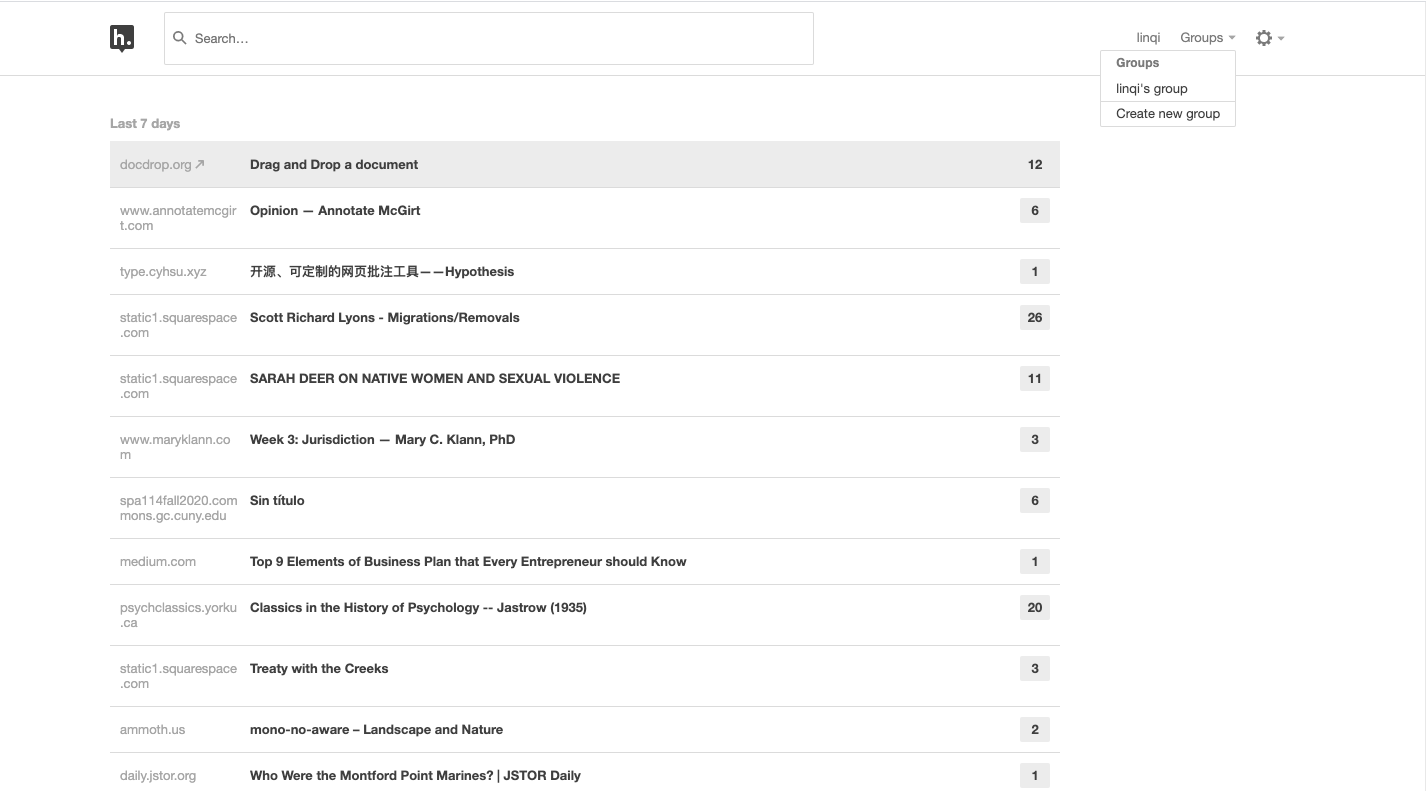 h.
Search...
linqi Groups
Groups
linqi's group
Create new group
Last 7 days
docdrop.org Drag and Drop a document 12
www.annotatemcgir Opinion — Annotate McGirt 6
t.com
type.cyhsu.xyz 开源、可定制的网页批注工具——Hypothesis 1
static1.squarespace Scott Richard Lyons - Migrations/Removals 26
.com
static1.squarespace SARAH DEER ON NATIVE WOMEN AND SEXUAL VIOLENCE 11
.com
www.maryklann.co Week 3: Jurisdiction — Mary C. Klann, PhD 3
m
spa114fall2020.com Sin título 6
mons.gc.cuny.edu
medium.com Top 9 Elements of Business Plan that Every Entrepreneur should Know 1
psychclassics.yorku Classics in the History of Psychology -- Jastrow (1935) 20
.ca
static1.squarespace Treaty with the Creeks 3
.com
ammoth.us mono-no-aware – Landscape and Nature 2
daily.jstor.org Who Were the Montford Point Marines? | JSTOR Daily 1